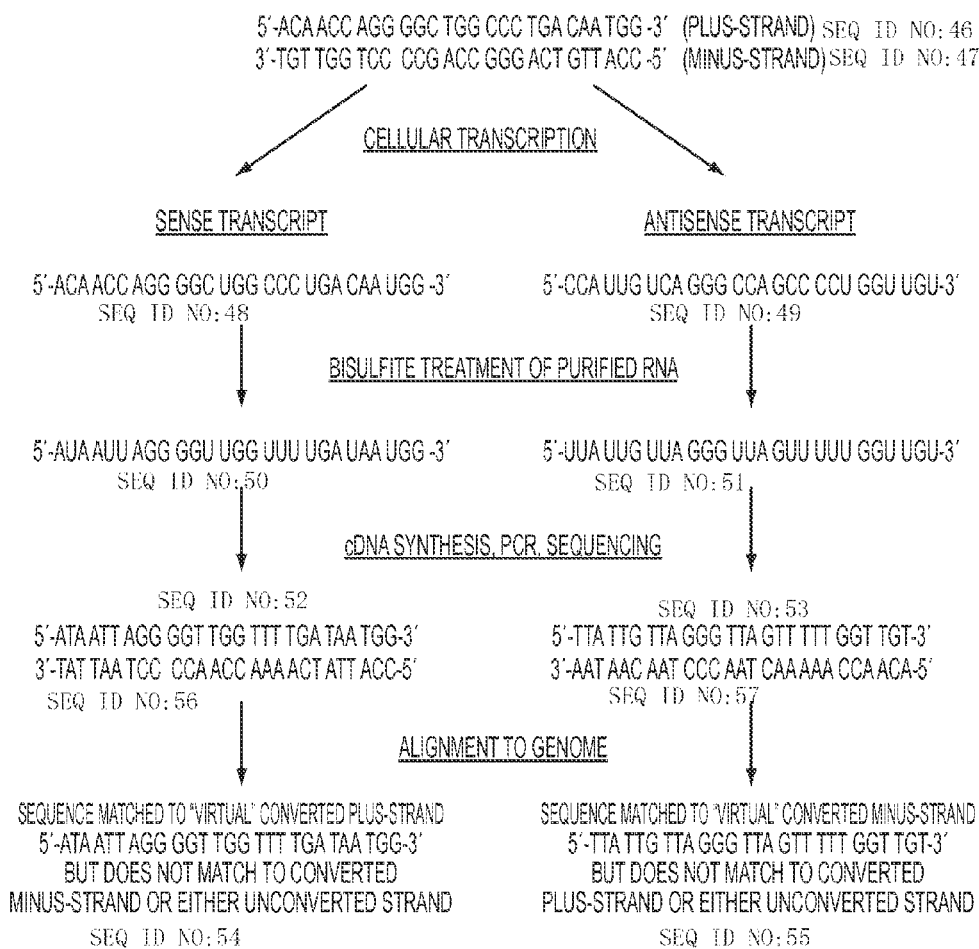 5´-ACA ACC AGG GGC TGG CCC TGA CAA TGG -3´ (PLUS-STRAND) SEQ ID NO:46
3´-TGT TGG TCC CCG ACC GGG ACT GTT ACC -5´ (MINUS-STRAND) SEQ ID NO:47
CELLULAR TRANSCRIPTION
SENSE TRANSCRIPT
ANTISENSE TRANSCRIPT
5´-ACA ACC AGG GGC UGG CCC UGA CAA UGG -3´
SEQ ID NO:48
5´-CCA UUG UCA GGG CCA GCC CCU GGU UGU-3´
SEQ ID NO:49
BISULFITE TREATMENT OF PURIFIED RNA
5´-AUA AUU AGG GGU UGG UUU UGA UAA UGG -3´
SEQ ID NO:50
5´-UUA UUG UUA GGG UUA GUU UUU GGU UGU-3´
SEQ ID NO:51
cDNA SYNTHESIS, PCR, SEQUENCING
SEQ ID NO:52
5´-ATA ATT AGG GGT TGG TTT TGA TAA TGG-3´
3´-TAT TAA TCC CCA ACC AAA ACT ATT ACC-5´
SEQ ID NO:56
SEQ ID NO:53
5´-TTA TTG TTA GGG TTA GTT TTT GGT TGT-3´
3´-AAT AAC AAT CCC AAT CAA AAA CCA ACA-5´
SEQ ID NO:57
ALIGNMENT TO GENOME
SEQUENCE MATCHED TO "VIRTUAL" CONVERTED PLUS-STRAND
5´-ATA ATT AGG GGT TGG TTT TGA TAA TGG-3´
BUT DOES NOT MATCH TO CONVERTED
MINUS-STRAND OR EITHER UNCONVERTED STRAND
SEQ ID NO:54
SEQUENCE MATCHED TO "VIRTUAL" CONVERTED MINUS-STRAND
5´-TTA TTG TTA GGG TTA GTT TTT GGT TGT-3´
BUT DOES NOT MATCH TO CONVERTED
PLUS-STRAND OR EITHER UNCONVERTED STRAND
SEQ ID NO:55